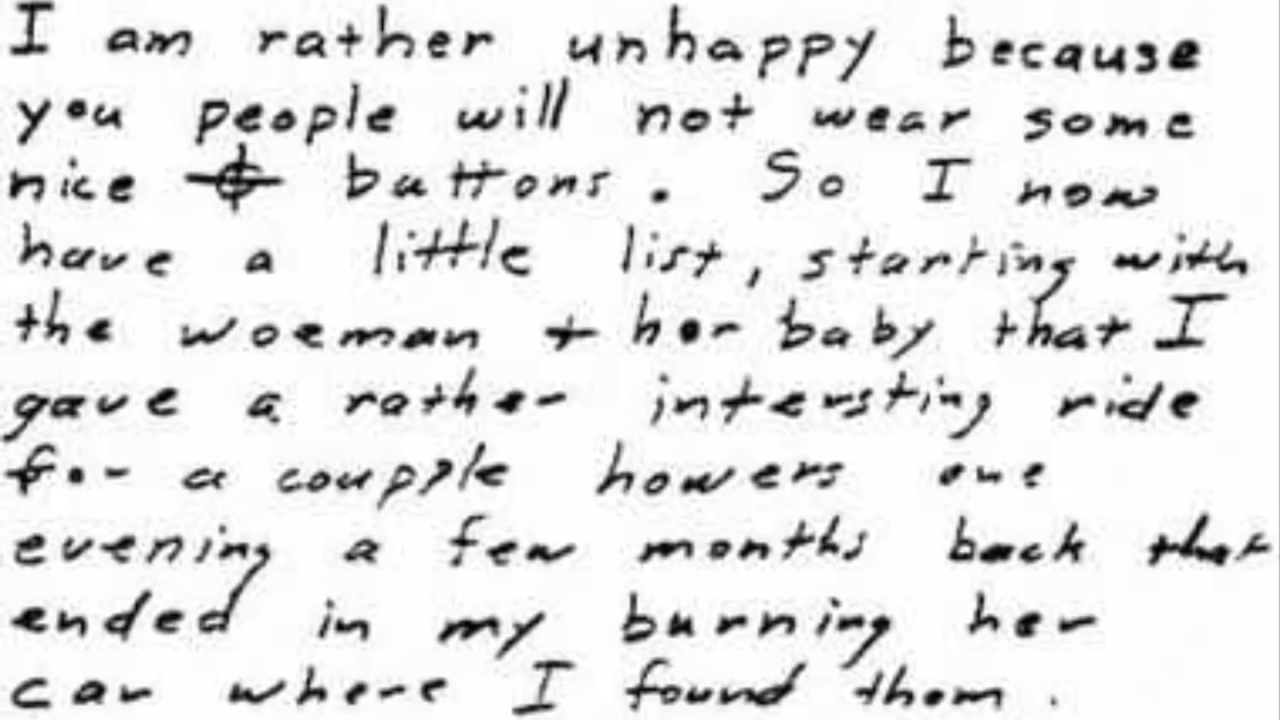 I am rather unhappy because
you people will not wear some
nice ⌖ buttons. So I now
have a little list, starting with
the woeman + her baby that I
gave a rather intersting ride
for a coupple howers one
evening a few months back that
ended in my burning her
car where I found them.